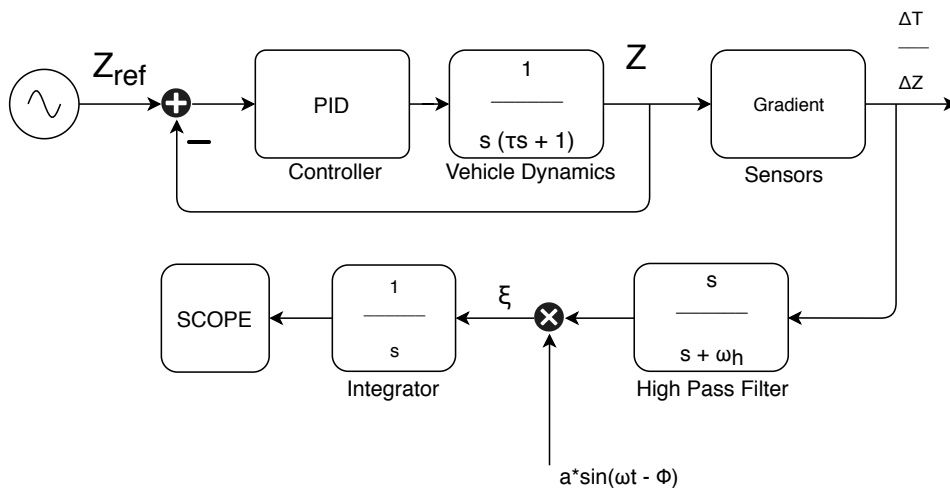 Zref
PID
Controller
1
s (τs + 1)
Vehicle Dynamics
Z
Gradient
Sensors
ΔT
ΔZ
SCOPE
1
s
Integrator
ξ
s
s + ωh
High Pass Filter
a*sin(ωt - Φ)